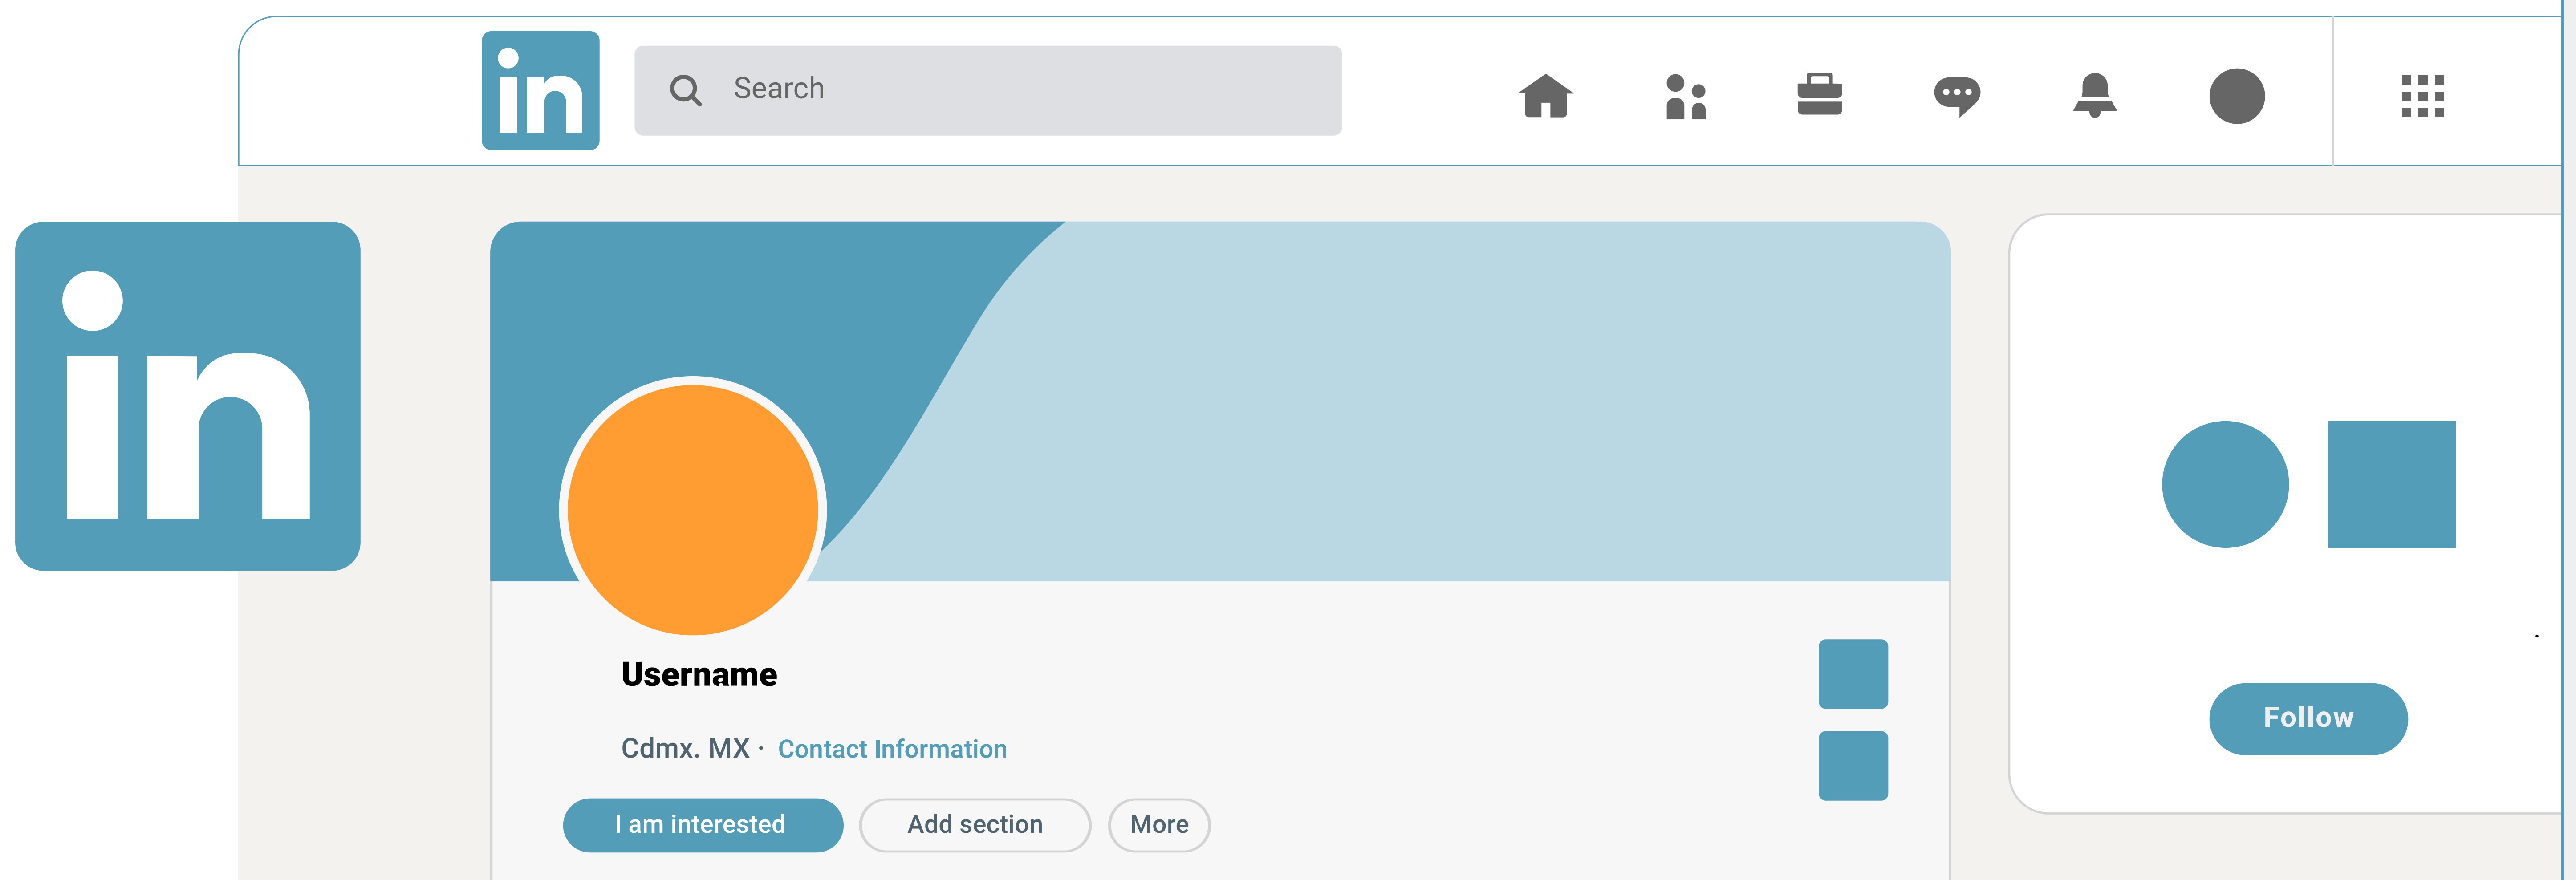 in
Search
in
Username
Cdmx. MX · Contact Information
I am interested
Add section
More
Follow